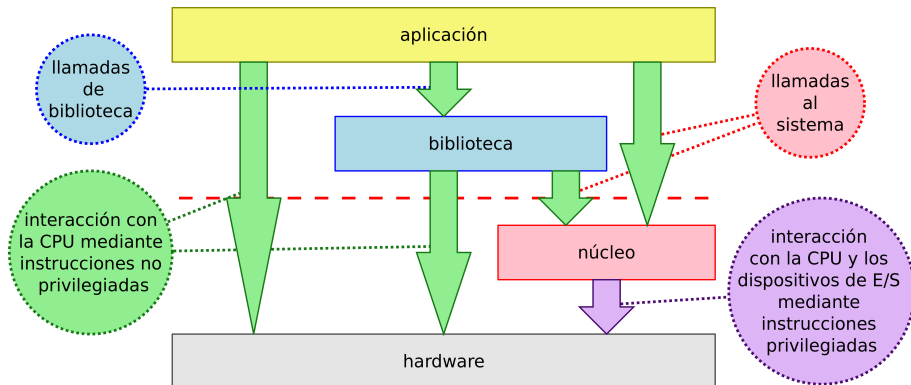 aplicación
llamadas
de
biblioteca
llamadas
al
sistema
biblioteca
interacción con
la CPU mediante
instrucciones no
privilegiadas
núcleo
interacción
con la CPU y los
dispositivos de E/S
mediante
instrucciones
privilegiadas
hardware